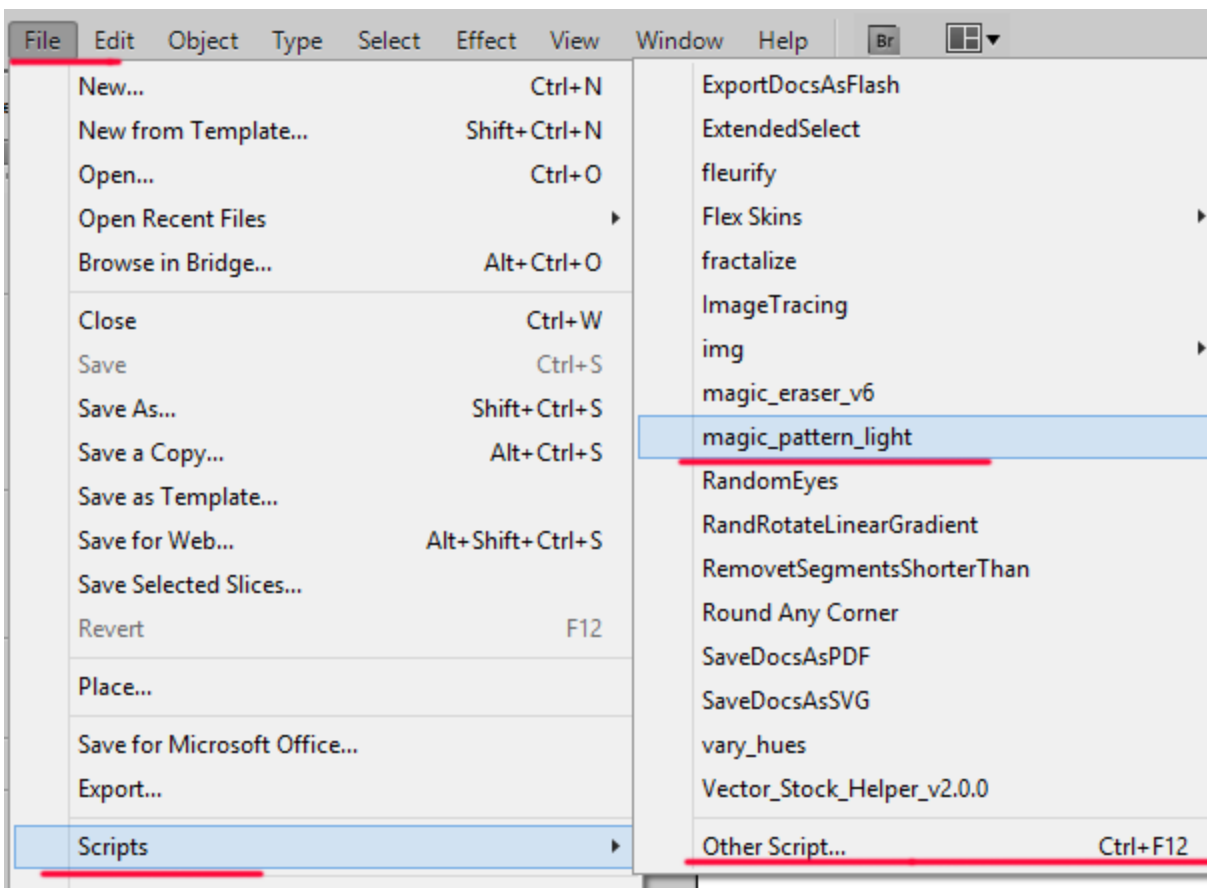 File Edit Object Type Select Effect View Window Help Br
New... Ctrl+N
New from Template... Shift+Ctrl+N
Open... Ctrl+O
Open Recent Files
Browse in Bridge... Alt+Ctrl+O
Close Ctrl+W
Save Ctrl+S
Save As... Shift+Ctrl+S
Save a Copy... Alt+Ctrl+S
Save as Template...
Save for Web... Alt+Shift+Ctrl+S
Save Selected Slices...
Revert F12
Place...
Save for Microsoft Office...
Export...
Scripts
ExportDocsAsFlash
ExtendedSelect
fleurify
Flex Skins
fractalize
ImageTracing
img
magic_eraser_v6
magic_pattern_light
RandomEyes
RandRotateLinearGradient
RemovetSegmentsShorterThan
Round Any Corner
SaveDocsAsPDF
SaveDocsAsSVG
vary_hues
Vector_Stock_Helper_v2.0.0
Other Script... Ctrl+F12